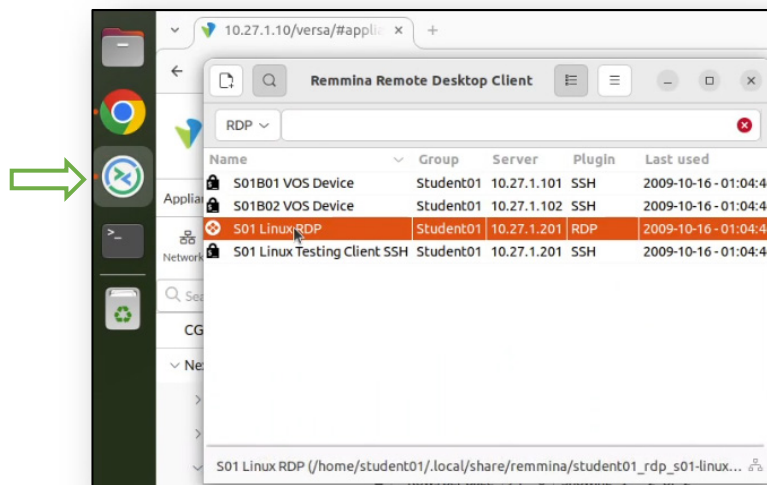 10.27.1.10/versa/#appli
Remmina Remote Desktop Client
RDP
Name Group Server Plugin Last used
S01B01 VOS Device Student01 10.27.1.101 SSH 2009-10-16 - 01:04:4
S01B02 VOS Device Student01 10.27.1.102 SSH 2009-10-16 - 01:04:4
S01 Linux RDP Student01 10.27.1.201 RDP 2009-10-16 - 01:04:4
S01 Linux Testing Client SSH Student01 10.27.1.201 SSH 2009-10-16 - 01:04:4
Applia
Network
Sea
CG
Ne
S01 Linux RDP (/home/student01/.local/share/remmina/student01_rdp_s01-linux...